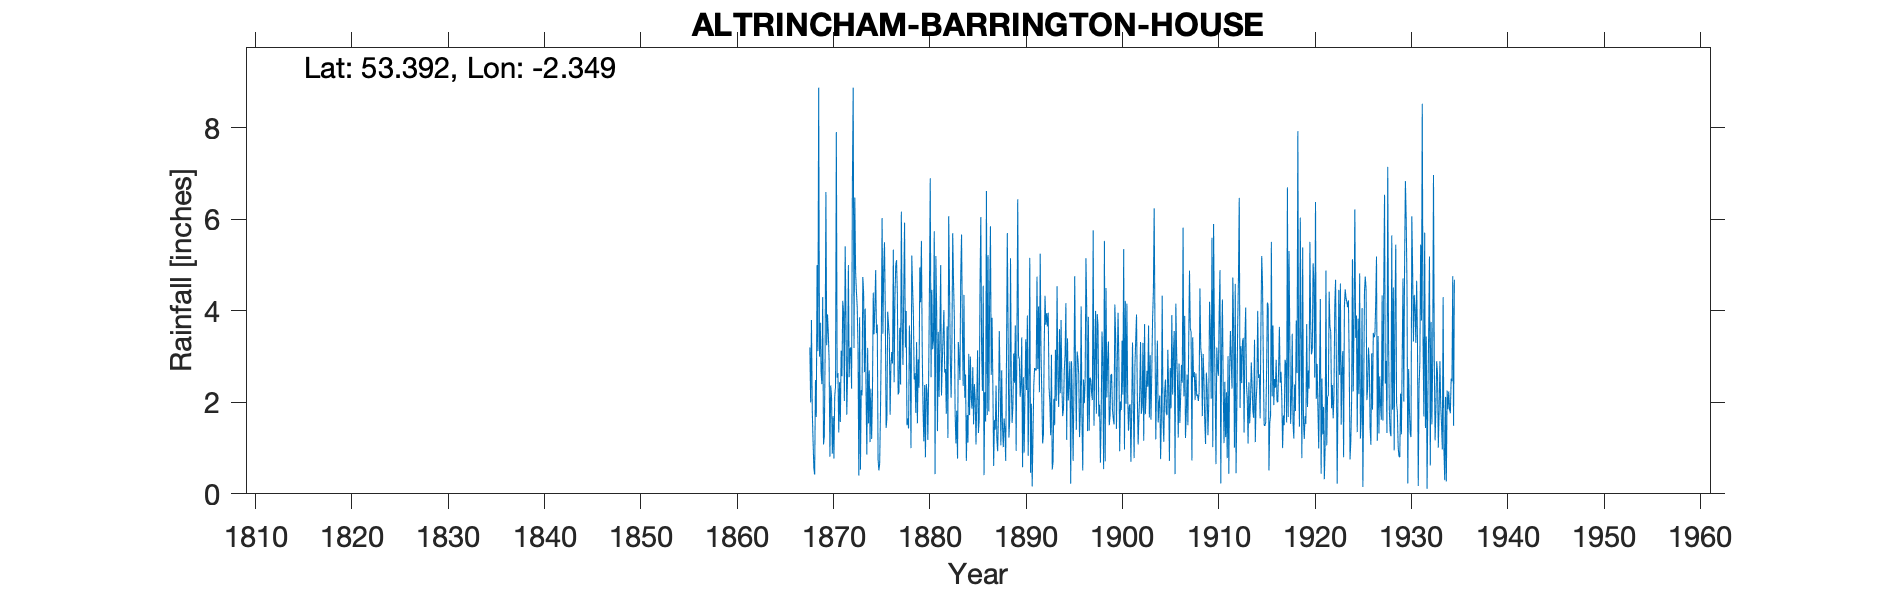 ALTRINCHAM-BARRINGTON-HOUSE
Lat: 53.392, Lon: -2.349
Rainfall [inches]
8
6
4
2
0
1810 1820 1830 1840 1850 1860 1870 1880 1890 1900 1910 1920 1930 1940 1950 1960
Year